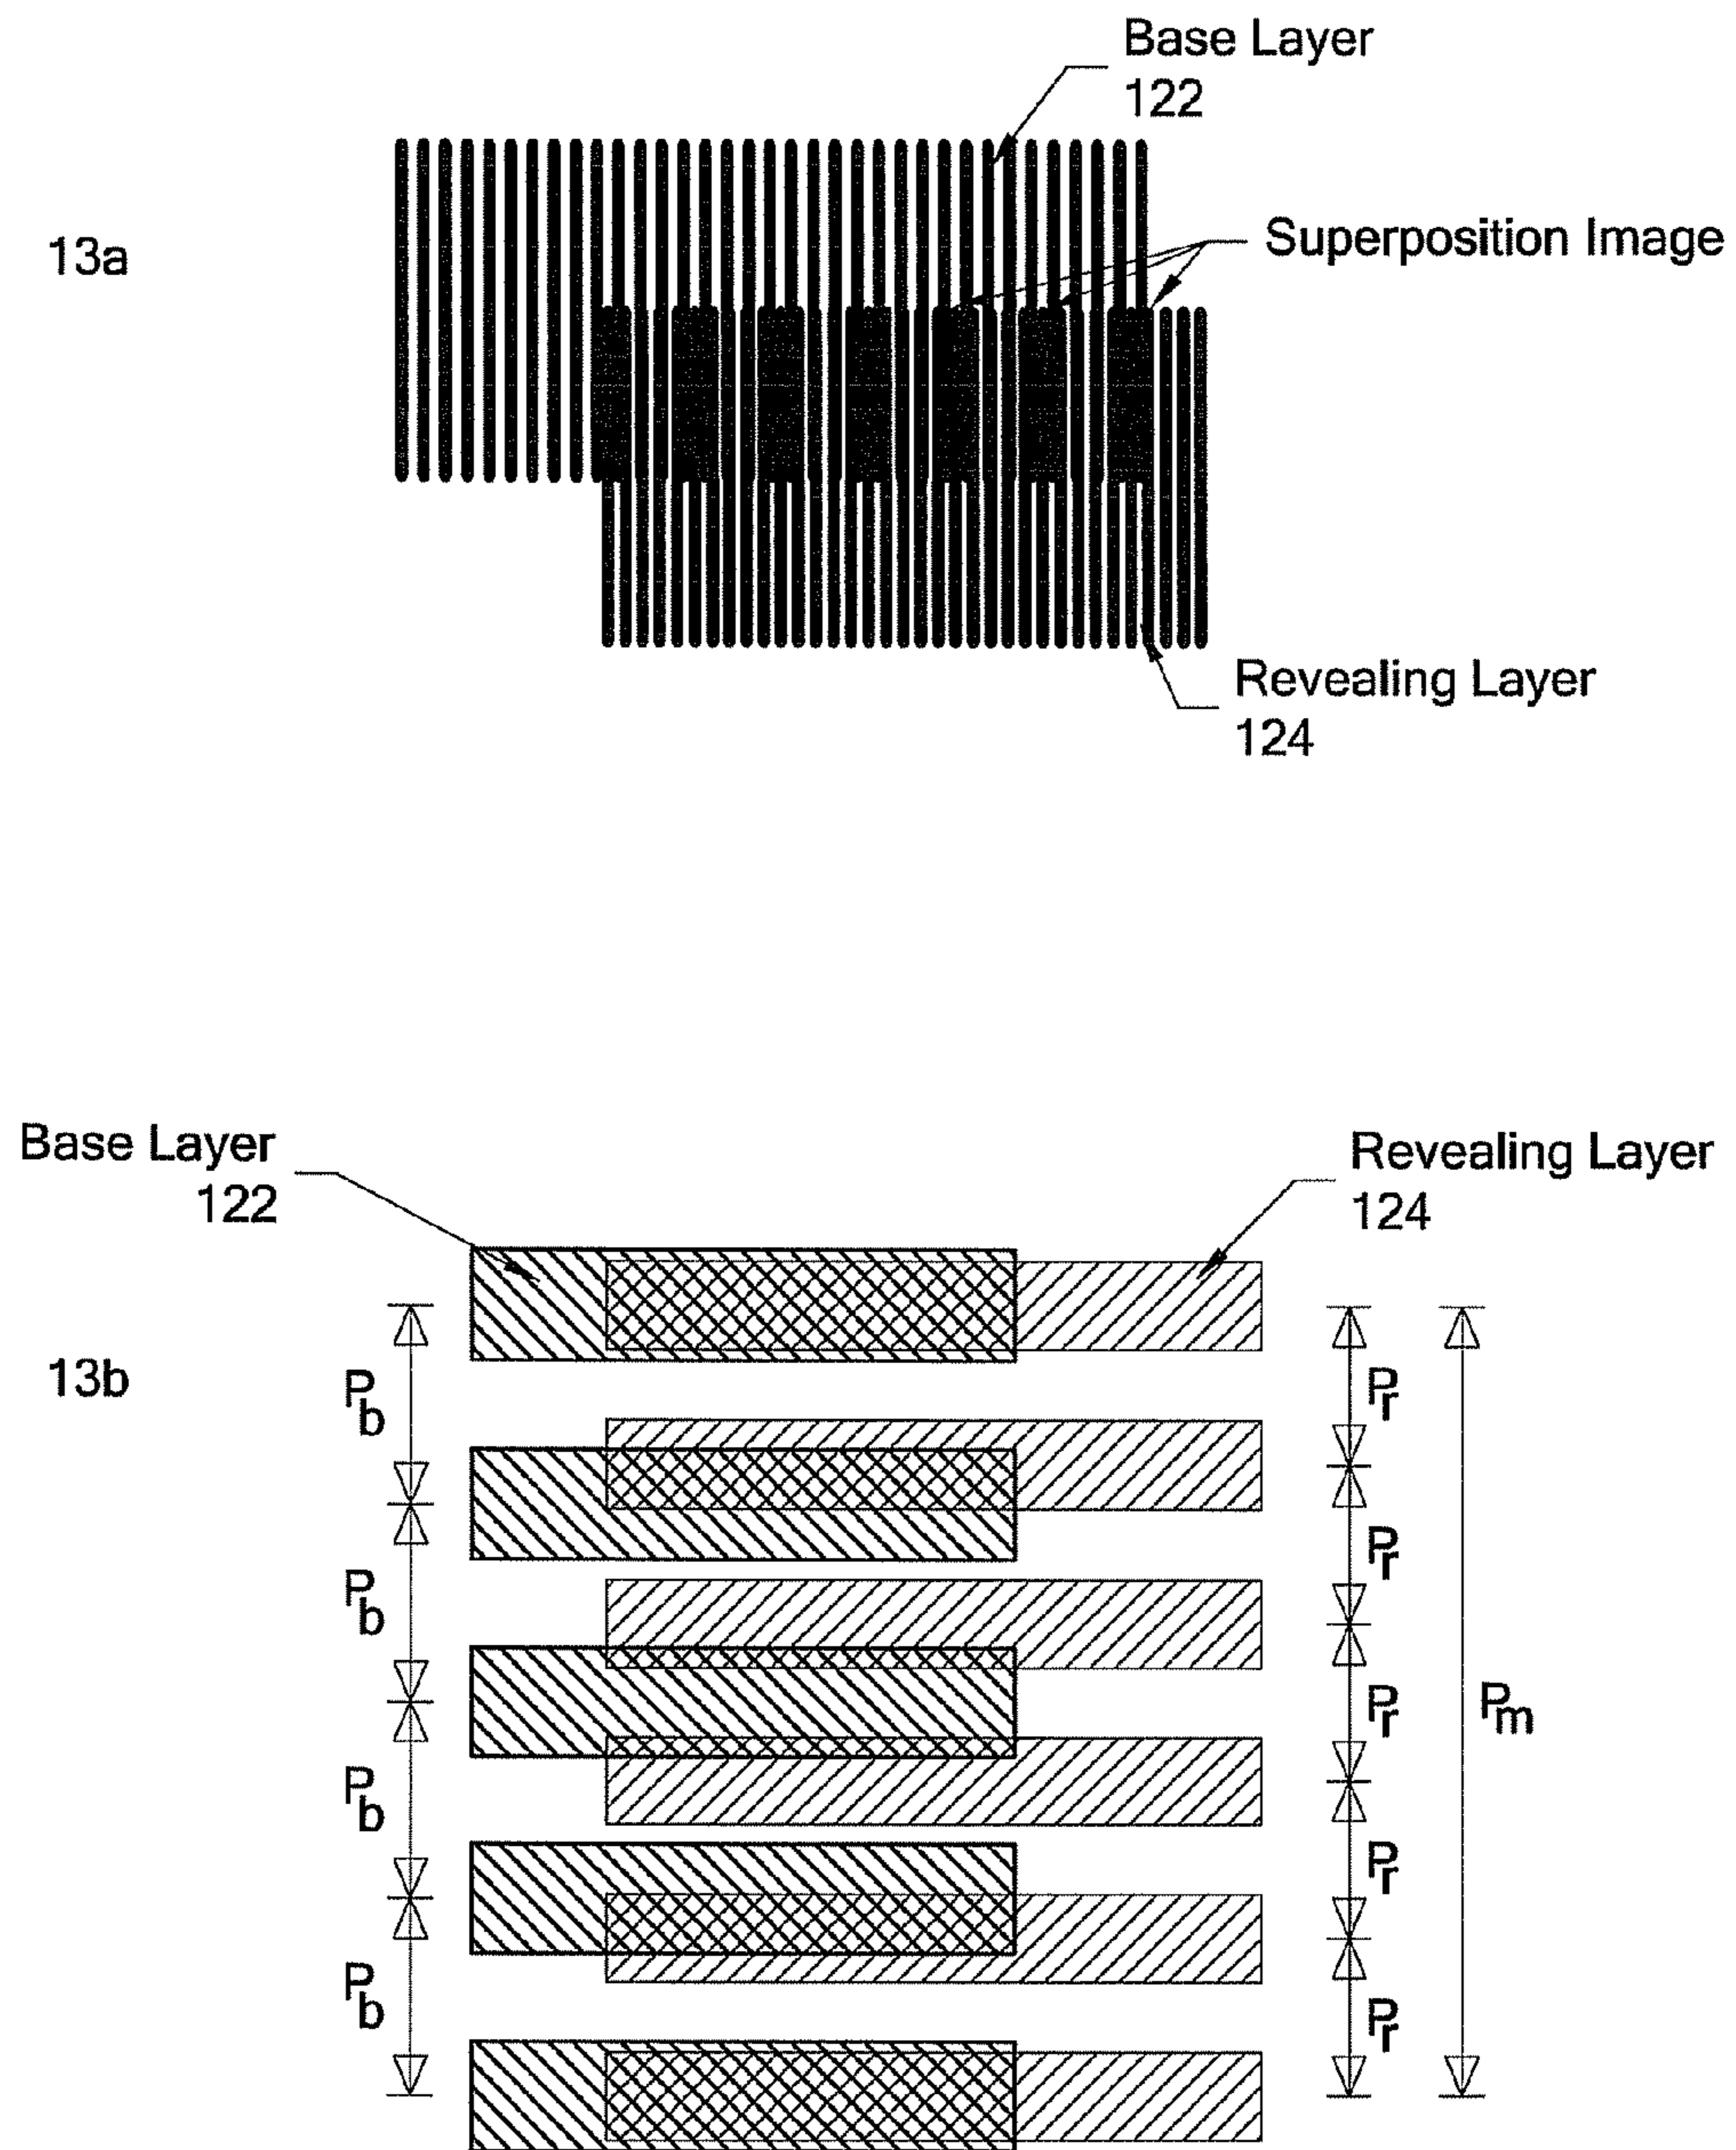 Base Layer
122
13a
Superposition Image
Revealing Layer
124
Base Layer
122
Revealing Layer
124
13b
Pb
Pb
Pb
Pb
Pr
Pr
Pr
Pr
Pr
Pm